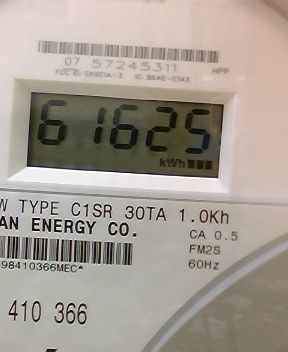 07 57245311
HPP
61625
kWh
W TYPE C1SR 30TA 1.0Kh
AN ENERGY CO.
CA 0.5
FM2S
60Hz
98410366MEC*
410 366